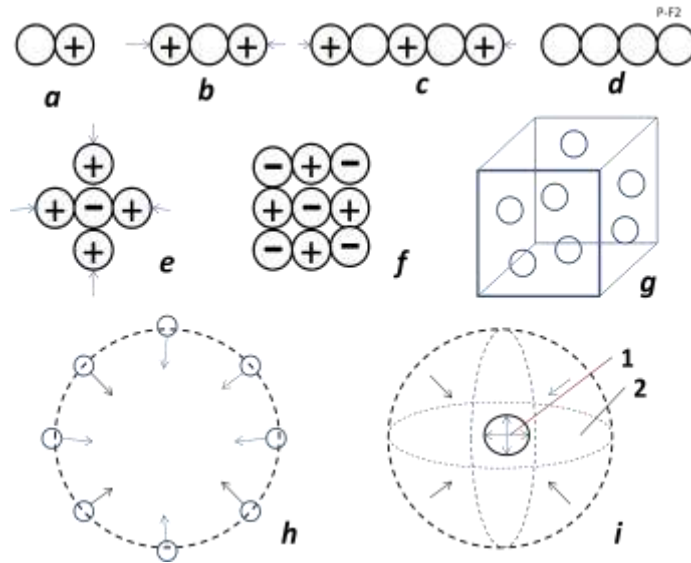 P-F2
+ + + + + +
a b c d
+
+ - +
+
- + -
+ - +
- + -
e f g
1
2
h i